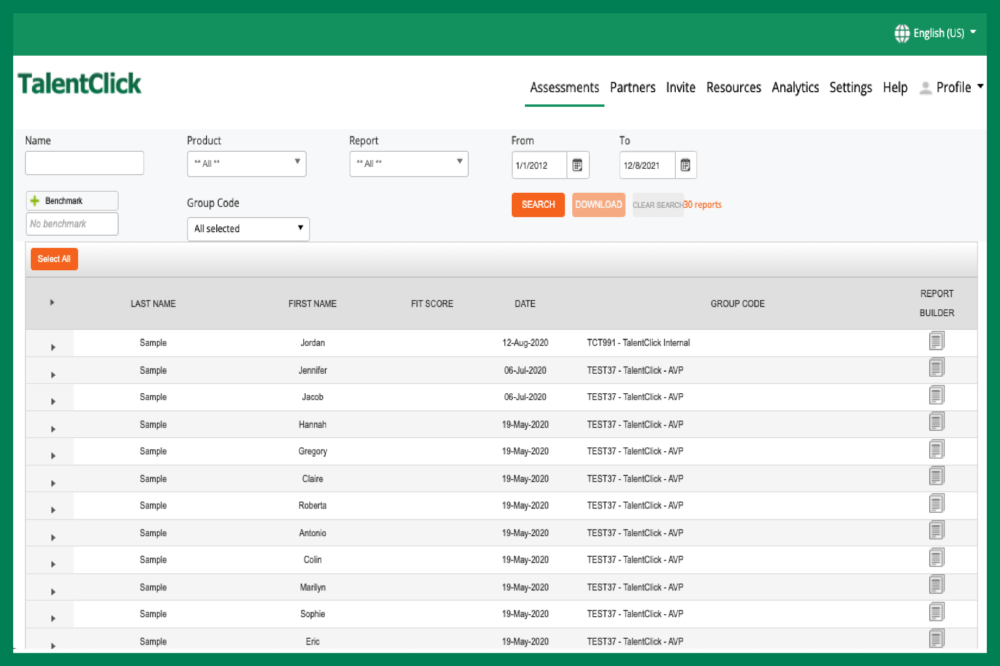 English (US)
TalentClick
Assessments Partners Invite Resources Analytics Settings Help Profile
Name Product Report From To
** All ** ** All ** 1/1/2012 12/8/2021
Benchmark Group Code SEARCH DOWNLOAD CLEAR SEARCH 30 reports
No benchmark All selected
Select All
LAST NAME FIRST NAME FIT SCORE DATE GROUP CODE REPORT BUILDER
Sample Jordan 12-Aug-2020 TCT991 - TalentClick Internal
Sample Jennifer 06-Jul-2020 TEST37 - TalentClick - AVP
Sample Jacob 06-Jul-2020 TEST37 - TalentClick - AVP
Sample Hannah 19-May-2020 TEST37 - TalentClick - AVP
Sample Gregory 19-May-2020 TEST37 - TalentClick - AVP
Sample Claire 19-May-2020 TEST37 - TalentClick - AVP
Sample Roberta 19-May-2020 TEST37 - TalentClick - AVP
Sample Antonio 19-May-2020 TEST37 - TalentClick - AVP
Sample Colin 19-May-2020 TEST37 - TalentClick - AVP
Sample Marilyn 19-May-2020 TEST37 - TalentClick - AVP
Sample Sophie 19-May-2020 TEST37 - TalentClick - AVP
Sample Eric 19-May-2020 TEST37 - TalentClick - AVP